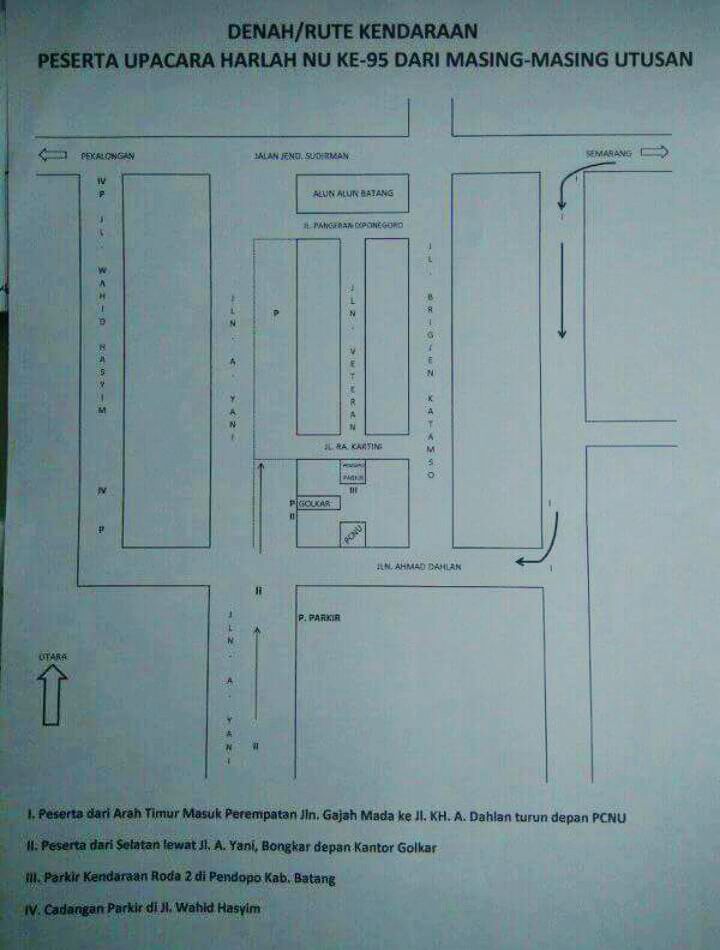 DENAH/RUTE KENDARAAN
PESERTA UPACARA HARLAH NU KE-95 DARI MASING-MASING UTUSAN
PEKALONGAN
JALAN JEND. SUDIRMAN
SEMARANG
IV
P
JL. WAHID HASYIM
ALUN ALUN BATANG
I
I
JL. PANGERAN DIPONEGORO
JL. BRIGJEN KATAMSO
JLN. A. YANI
P
JLN. VETERAN
JL. RA. KARTINI
PARKIR
III
IV
P
P
II
GOLKAR
I
PCNU
JLN. AHMAD DAHLAN
I
II
P. PARKIR
JLN. A. YANI
UTARA
II
I. Peserta dari Arah Timur Masuk Perempatan Jln. Gajah Mada ke Jl. KH. A. Dahlan turun depan PCNU
II. Peserta dari Selatan lewat Jl. A. Yani, Bongkar depan Kantor Golkar
III. Parkir Kendaraan Roda 2 di Pendopo Kab. Batang
IV. Cadangan Parkir di Jl. Wahid Hasyim